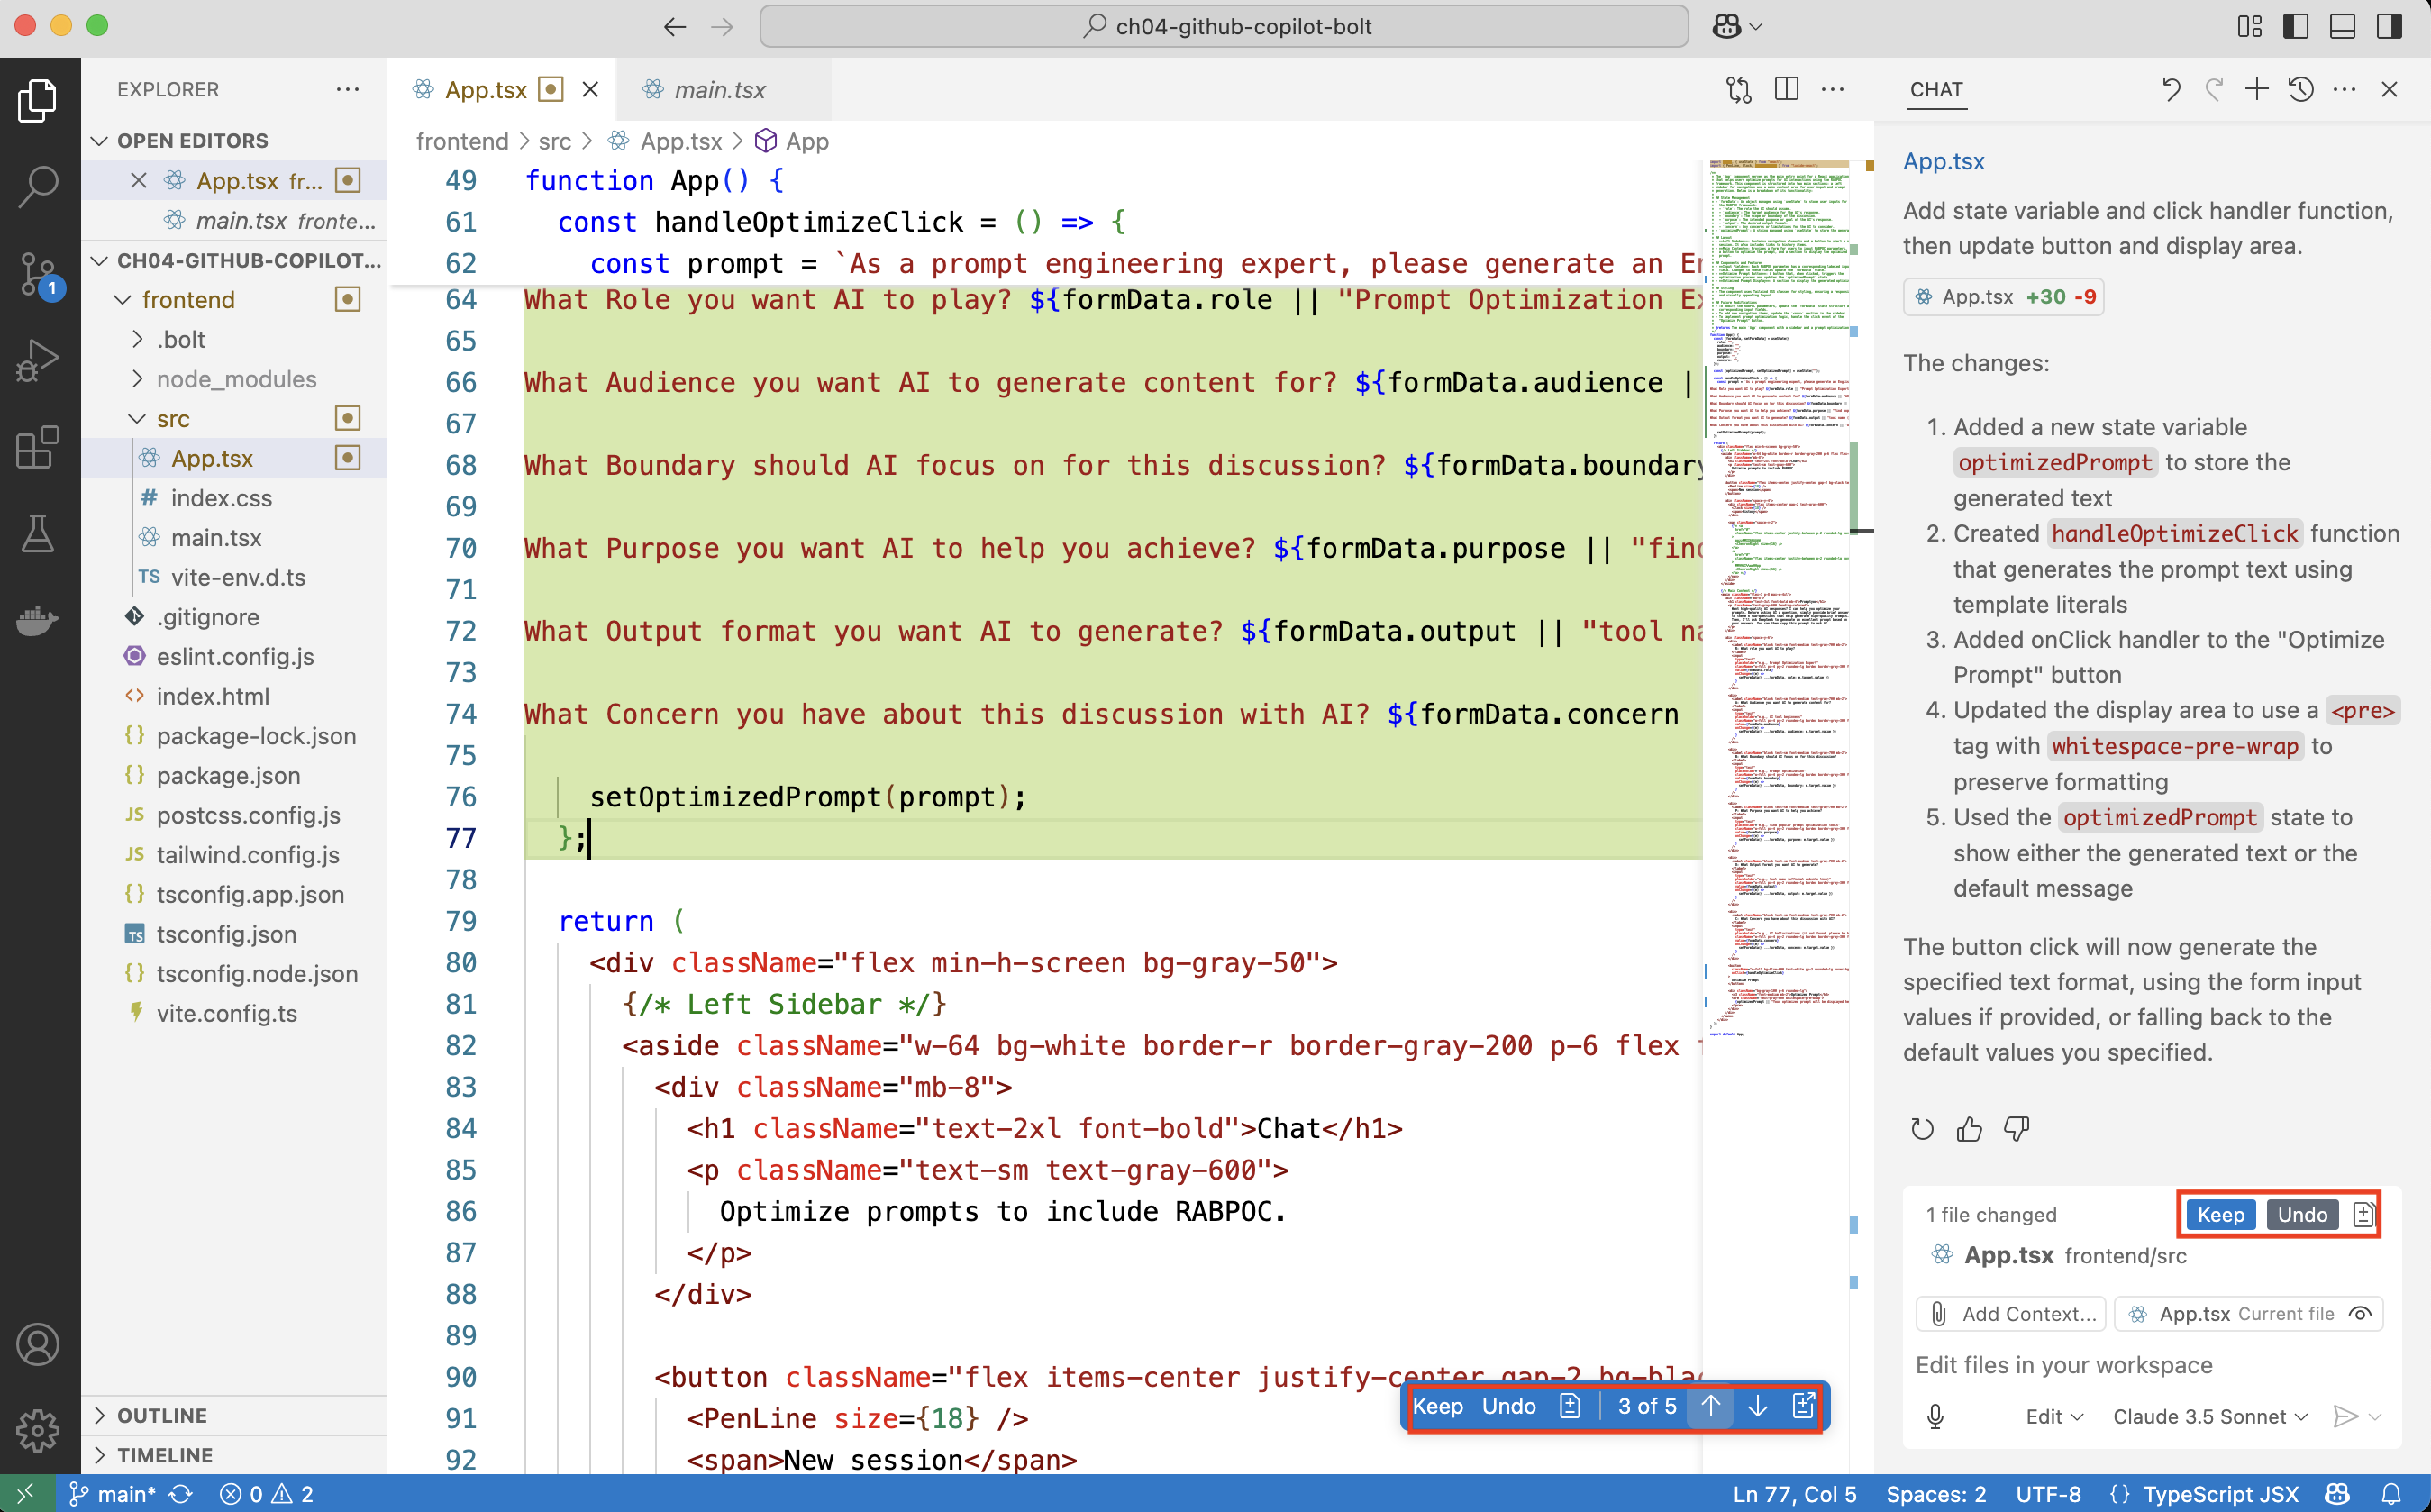 ch04-github-copilot-bolt
EXPLORER
OPEN EDITORS
App.tsx fr...
main.tsx fronte...
CH04-GITHUB-COPILOT...
frontend
.bolt
node_modules
src
App.tsx
index.css
main.tsx
TS vite-env.d.ts
.gitignore
eslint.config.js
index.html
package-lock.json
package.json
JS postcss.config.js
JS tailwind.config.js
tsconfig.app.json
TS tsconfig.json
tsconfig.node.json
vite.config.ts
OUTLINE
TIMELINE
App.tsx
main.tsx
frontend > src > App.tsx > App
49 function App() {
61 const handleOptimizeClick = () => {
62 const prompt = `As a prompt engineering expert, please generate an En
64 What Role you want AI to play? ${formData.role || "Prompt Optimization Ex
65
66 What Audience you want AI to generate content for? ${formData.audience |
67
68 What Boundary should AI focus on for this discussion? ${formData.boundary
69
70 What Purpose you want AI to help you achieve? ${formData.purpose || "find
71
72 What Output format you want AI to generate? ${formData.output || "tool na
73
74 What Concern you have about this discussion with AI? ${formData.concern
75
76 setOptimizedPrompt(prompt);
77 };
78
79 return (
80 <div className="flex min-h-screen bg-gray-50">
81 {/* Left Sidebar */}
82 <aside className="w-64 bg-white border-r border-gray-200 p-6 flex f
83 <div className="mb-8">
84 <h1 className="text-2xl font-bold">Chat</h1>
85 <p className="text-sm text-gray-600">
86 Optimize prompts to include RABPOC.
87 </p>
88 </div>
89
90 <button className="flex items-center justify-center gap-2 bg-blac
91 <PenLine size={18} />
92 <span>New session</span>
Keep Undo 3 of 5
CHAT
App.tsx
Add state variable and click handler function,
then update button and display area.
App.tsx +30 -9
The changes:
1. Added a new state variable
optimizedPrompt to store the
generated text
2. Created handleOptimizeClick function
that generates the prompt text using
template literals
3. Added onClick handler to the "Optimize
Prompt" button
4. Updated the display area to use a <pre>
tag with whitespace-pre-wrap to
preserve formatting
5. Used the optimizedPrompt state to
show either the generated text or the
default message
The button click will now generate the
specified text format, using the form input
values if provided, or falling back to the
default values you specified.
1 file changed Keep Undo
App.tsx frontend/src
Add Context... App.tsx Current file
Edit files in your workspace
Edit Claude 3.5 Sonnet
1
main* 0 2
Ln 77, Col 5 Spaces: 2 UTF-8 {} TypeScript JSX